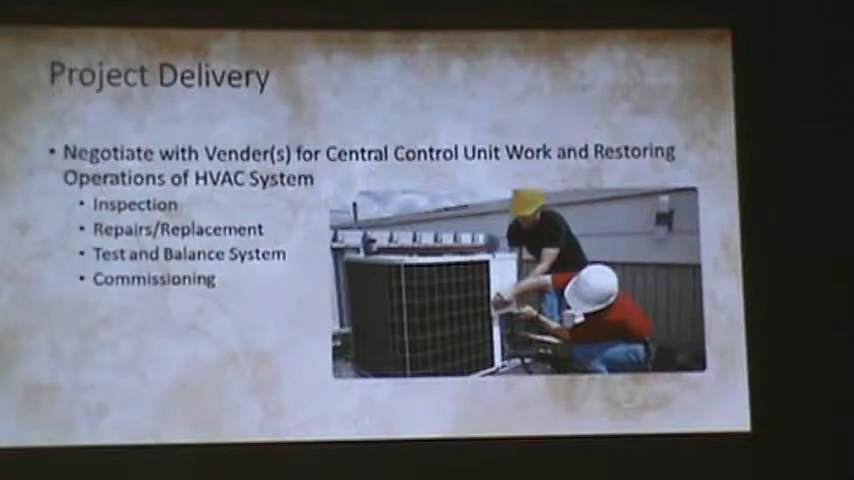 Project Delivery
• Negotiate with Vender(s) for Central Control Unit Work and Restoring
Operations of HVAC System
• Inspection
• Repairs/Replacement
• Test and Balance System
• Commissioning